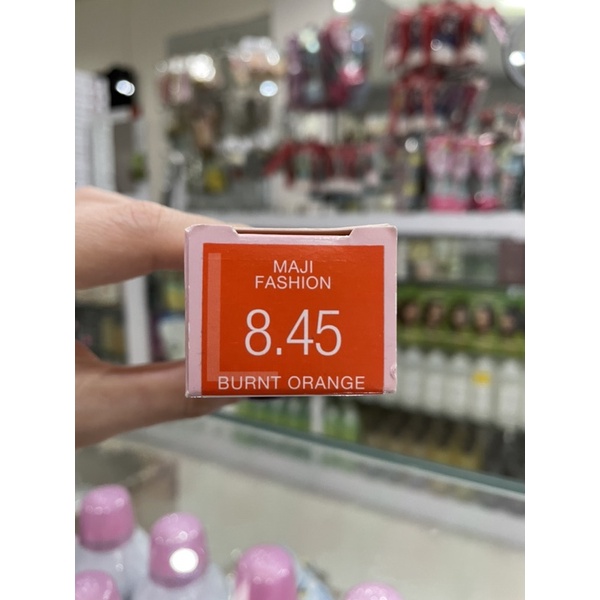 MAJI
FASHION
8.45
BURNT ORANGE